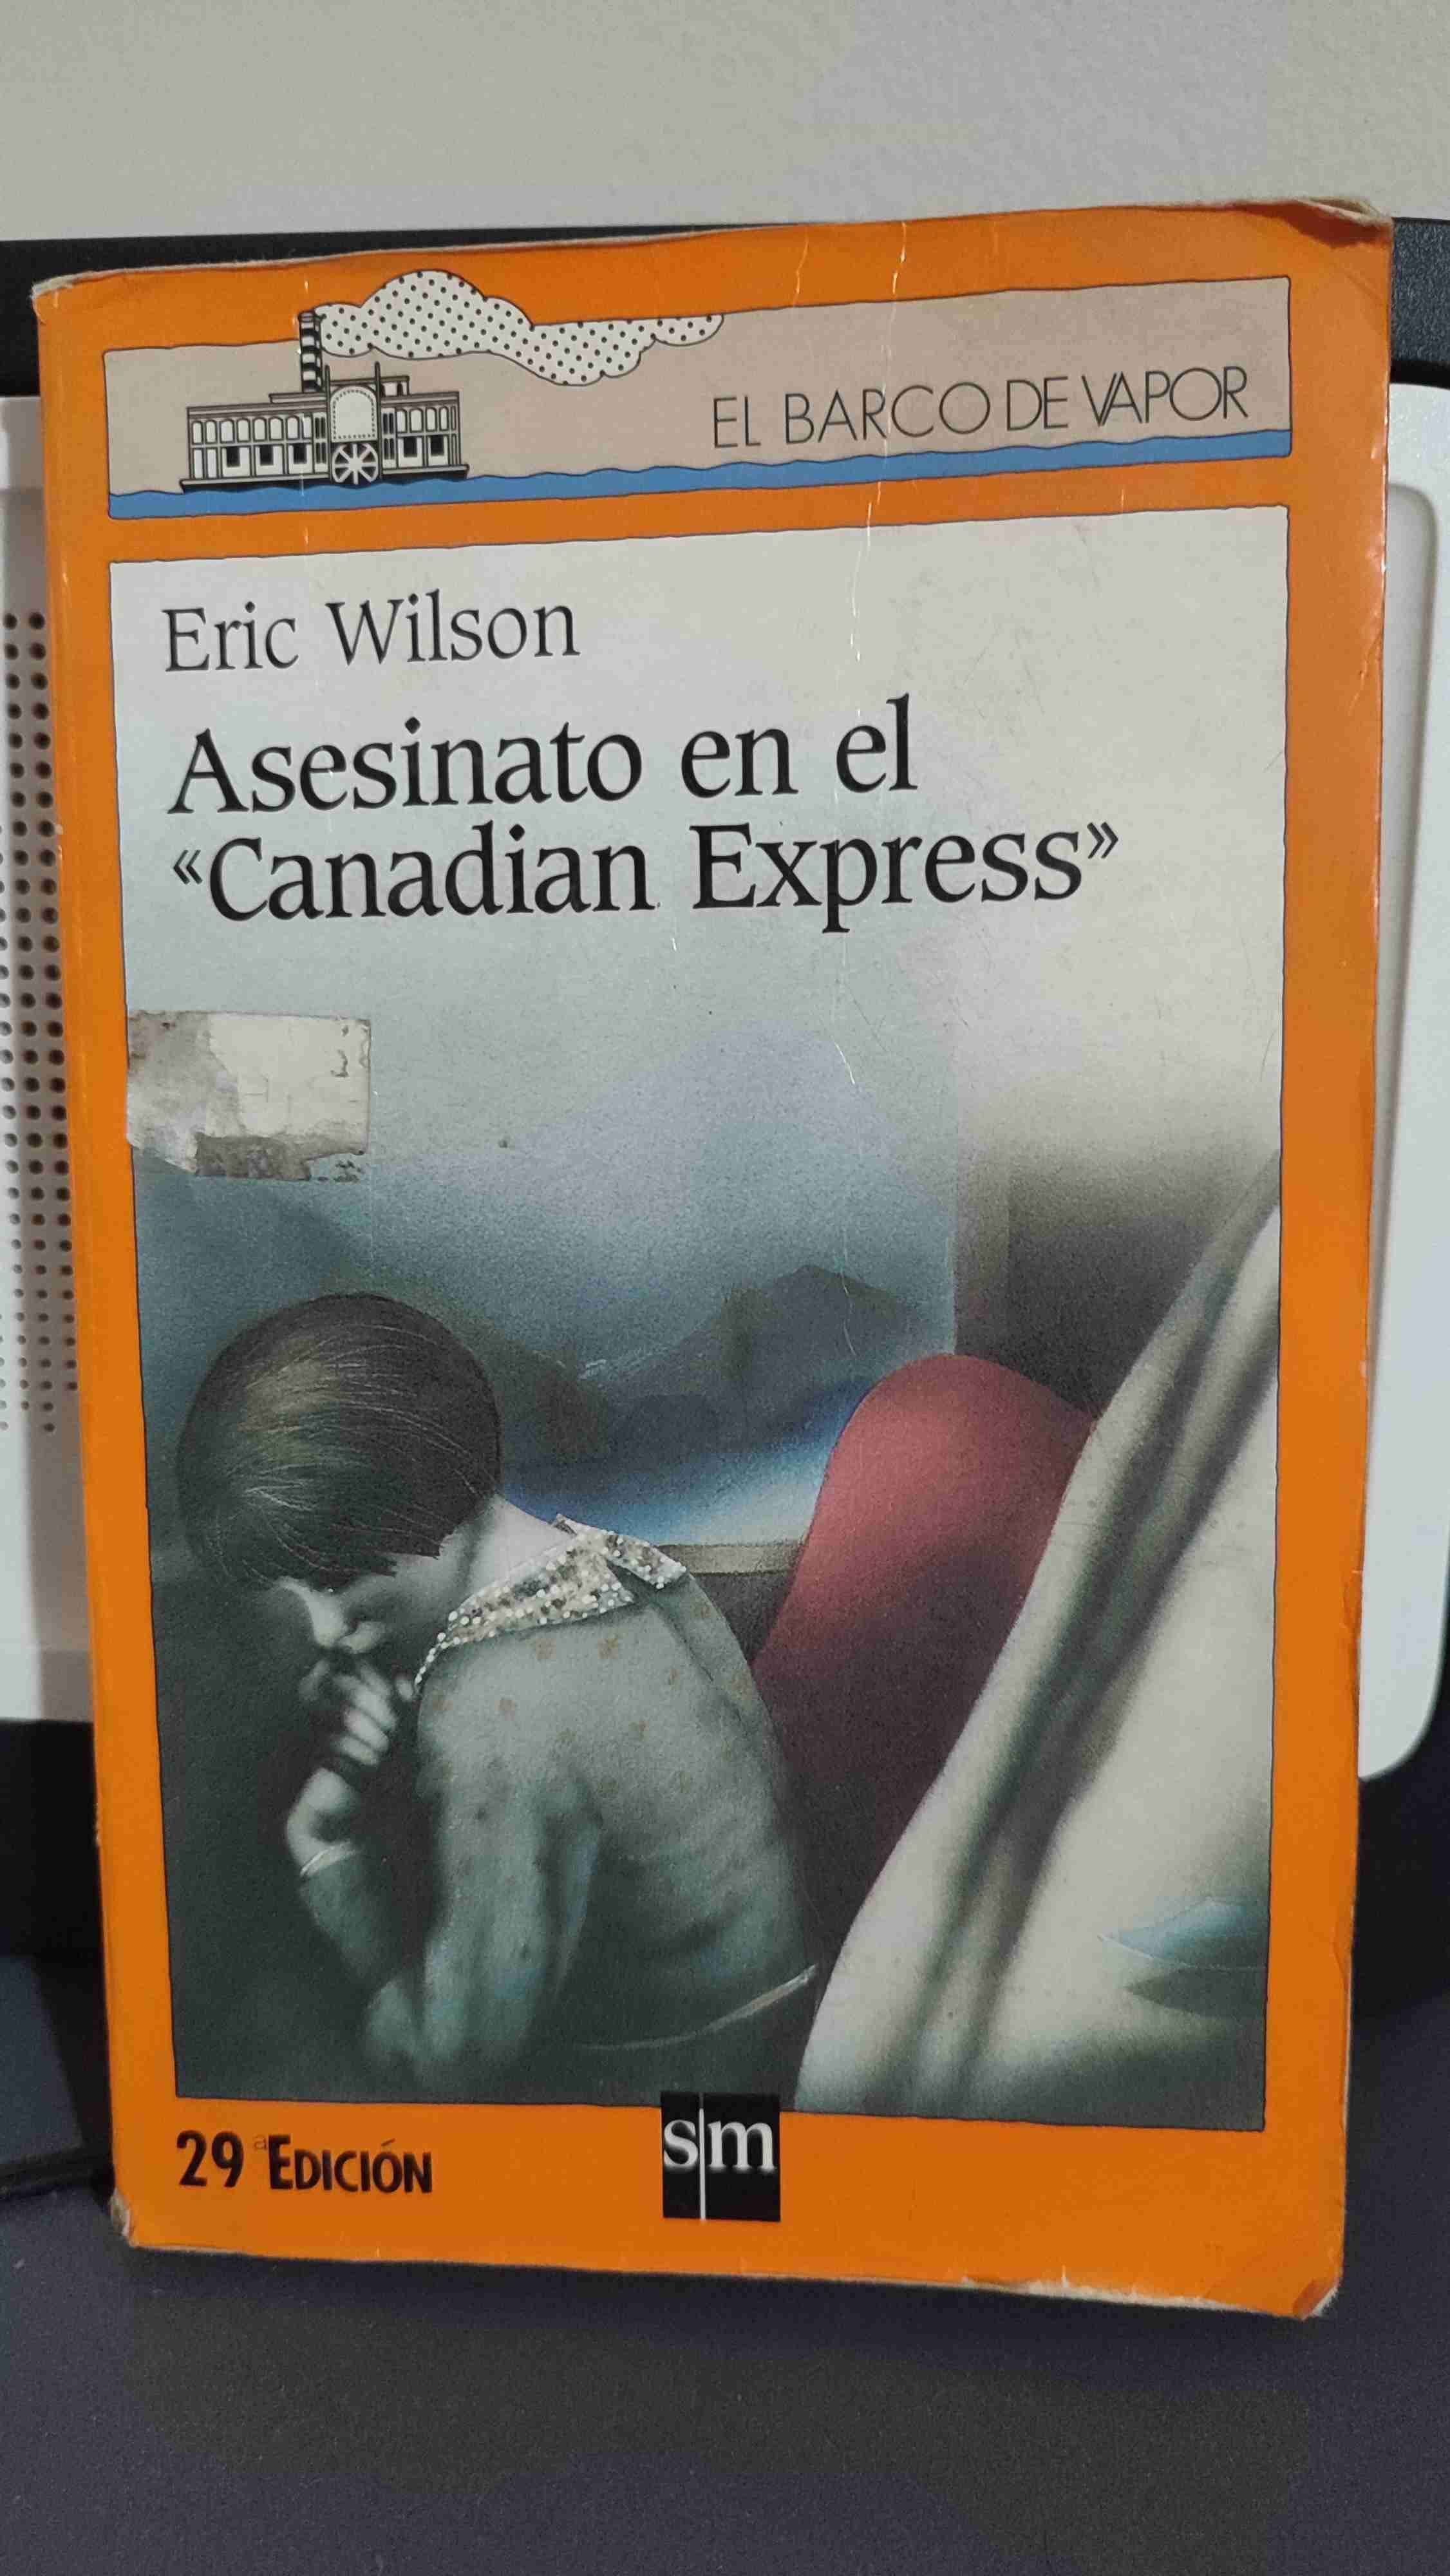 EL BARCO DE VAPOR
Eric Wilson
Asesinato en el
«Canadian Express»
29ª EDICIÓN
sm